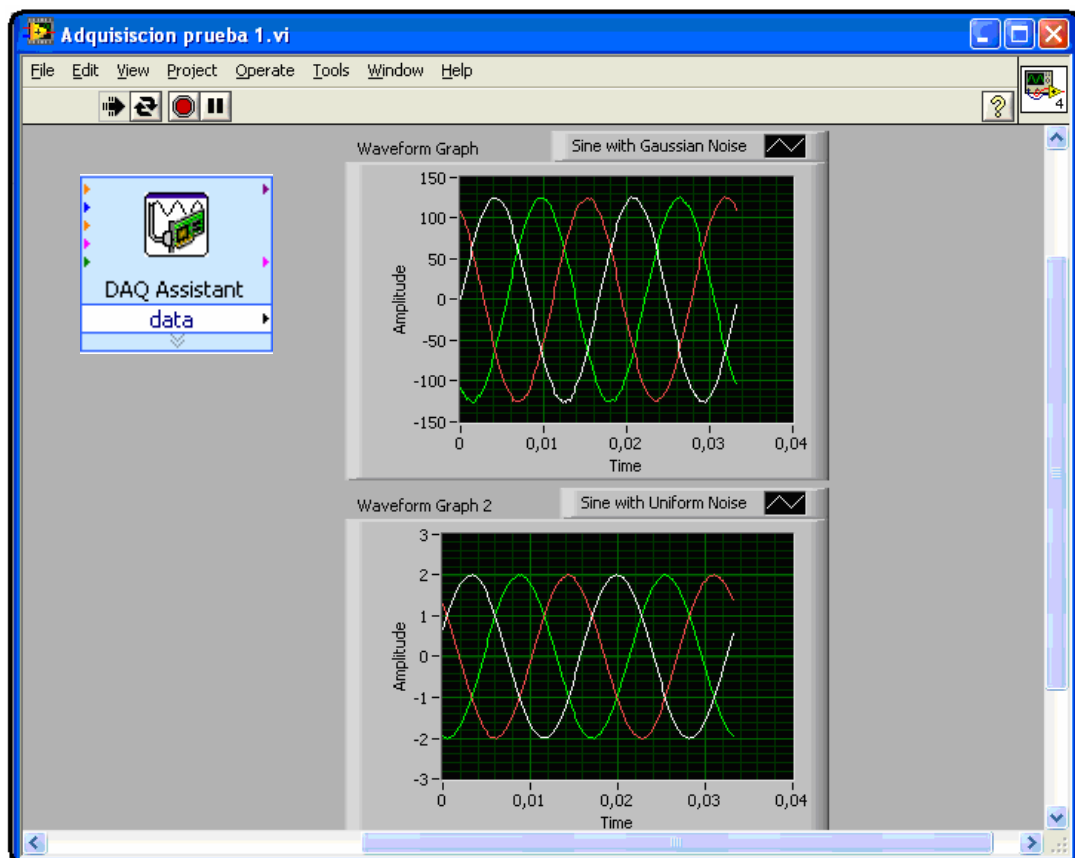 Adquisiscion prueba 1.vi
File Edit View Project Operate Tools Window Help
4
DAQ Assistant
data
Waveform Graph
Sine with Gaussian Noise
150
100
50
0
-50
-100
-150
Amplitude
0 0,01 0,02 0,03 0,04
Time
Waveform Graph 2
Sine with Uniform Noise
3
2
1
0
-1
-2
-3
Amplitude
0 0,01 0,02 0,03 0,04
Time